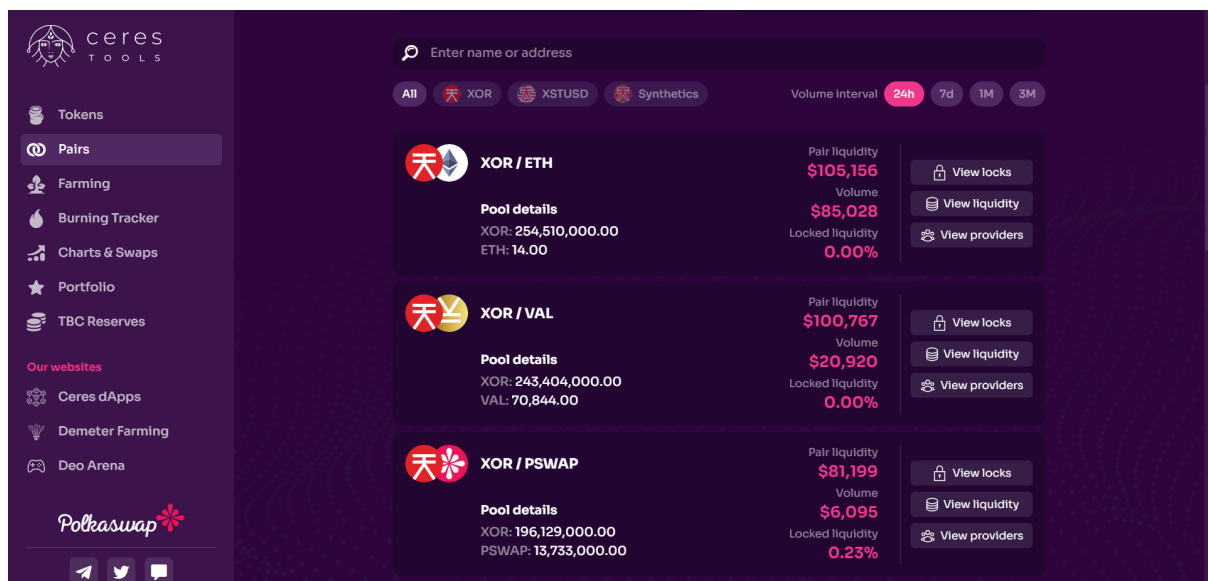 ceres
TOOLS
Tokens
Pairs
Farming
Burning Tracker
Charts & Swaps
Portfolio
TBC Reserves
Our websites
Ceres dApps
Demeter Farming
Deo Arena
Polkaswap
Enter name or address
All
天 XOR
XSTUSD
Synthetics
Volume interval 24h 7d 1M 3M
天
XOR / ETH
Pool details
XOR: 254,510,000.00
ETH: 14.00
Pair liquidity
$105,156
Volume
$85,028
Locked liquidity
0.00%
View locks
View liquidity
View providers
天
XOR / VAL
Pool details
XOR: 243,404,000.00
VAL: 70,844.00
Pair liquidity
$100,767
Volume
$20,920
Locked liquidity
0.00%
View locks
View liquidity
View providers
天
XOR / PSWAP
Pool details
XOR: 196,129,000.00
PSWAP: 13,733,000.00
Pair liquidity
$81,199
Volume
$6,095
Locked liquidity
0.23%
View locks
View liquidity
View providers